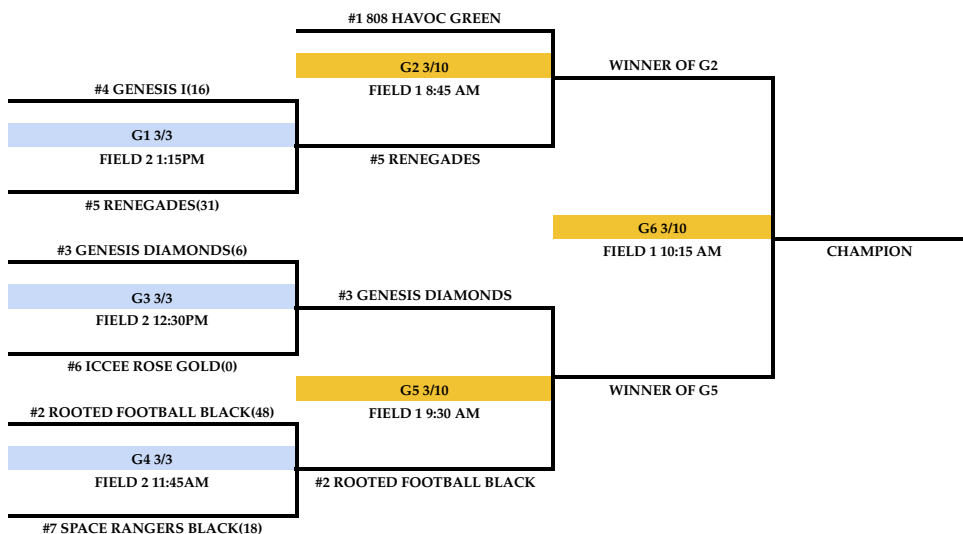 #1 808 HAVOC GREEN
G2 3/10
FIELD 1 8:45 AM
WINNER OF G2
#4 GENESIS I(16)
G1 3/3
FIELD 2 1:15PM
#5 RENEGADES
#5 RENEGADES(31)
#3 GENESIS DIAMONDS(6)
G6 3/10
FIELD 1 10:15 AM
CHAMPION
G3 3/3
FIELD 2 12:30PM
#3 GENESIS DIAMONDS
#6 ICCEE ROSE GOLD(0)
G5 3/10
FIELD 1 9:30 AM
WINNER OF G5
#2 ROOTED FOOTBALL BLACK(48)
G4 3/3
FIELD 2 11:45AM
#2 ROOTED FOOTBALL BLACK
#7 SPACE RANGERS BLACK(18)